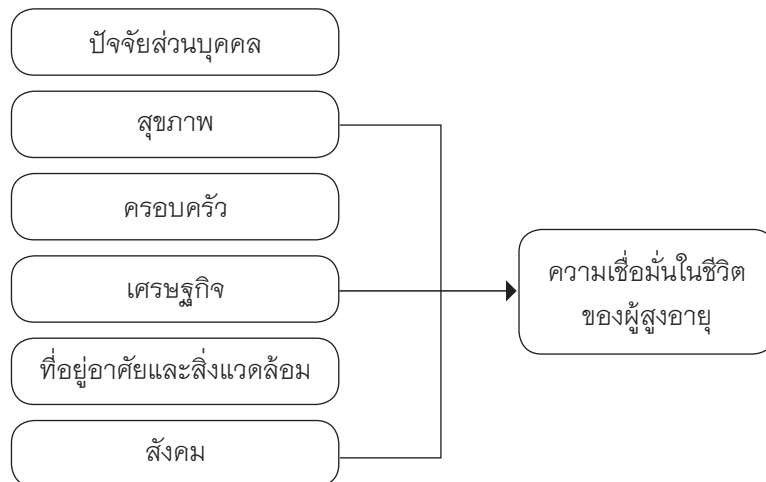 ปัจจัยส่วนบุคคล
สุขภาพ
ครอบครัว
เศรษฐกิจ
ที่อยู่อาศัยและสิ่งแวดล้อม
สังคม
ความเชื่อมั่นในชีวิต
ของผู้สูงอายุ